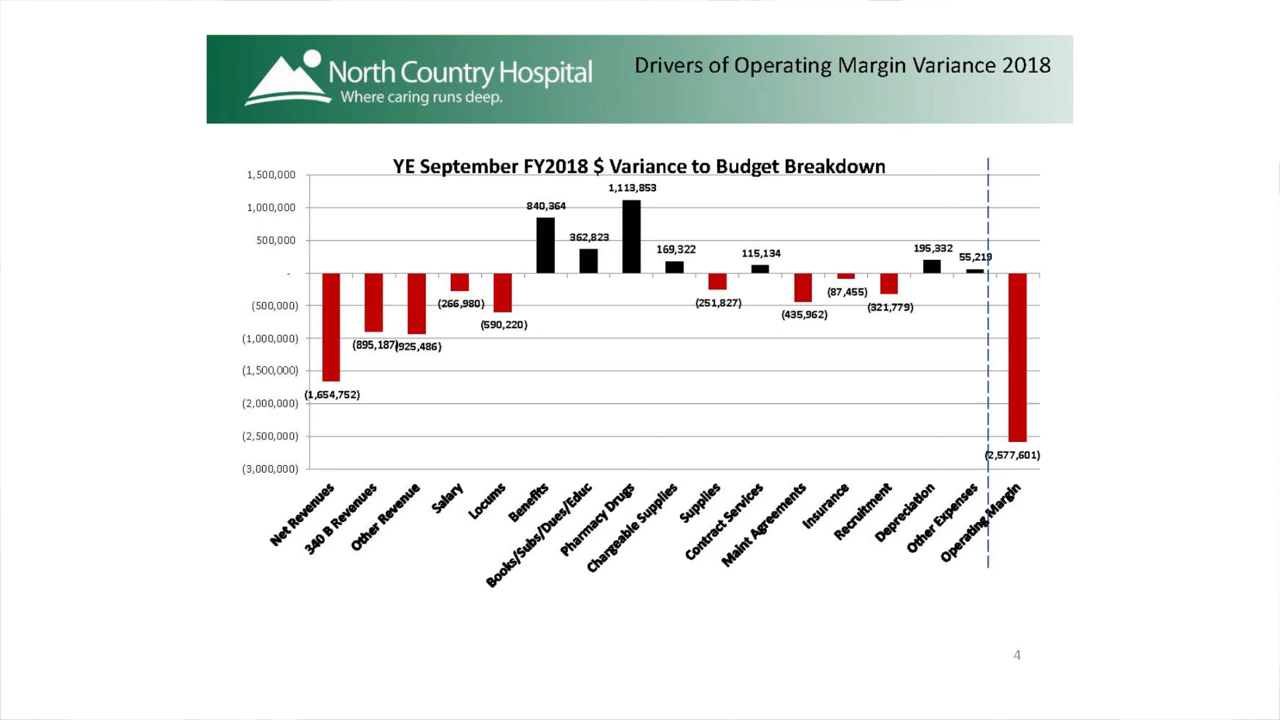 North Country Hospital
Where caring runs deep.
Drivers of Operating Margin Variance 2018
YE September FY2018 $ Variance to Budget Breakdown
1,500,000
1,000,000
500,000
-
(500,000)
(1,000,000)
(1,500,000)
(2,000,000)
(2,500,000)
(3,000,000)
(1,654,752)
(895,187)
(925,486)
(266,980)
(590,220)
840,364
362,823
1,113,853
169,322
(251,827)
115,134
(435,962)
(87,455)
(321,779)
195,332
55,219
(2,577,601)
Net Revenues
340 B Revenues
Other Revenue
Salary
Locums
Benefits
Books/Subs/Dues/Educ
Pharmacy Drugs
Chargeable Supplies
Supplies
Contract Services
Maint Agreements
Insurance
Recruitment
Depreciation
Other Expenses
Operating Margin
4